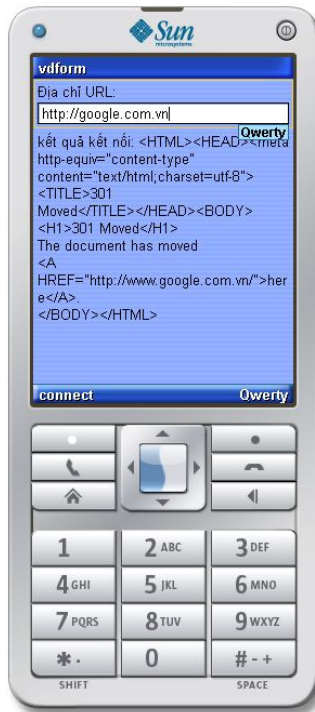 Sun
microsystems
vdform
Địa chỉ URL:
http://google.com.vn
Qwerty
kết quả kết nối: <HTML><HEAD><meta
http-equiv="content-type"
content="text/html;charset=utf-8">
<TITLE>301
Moved</TITLE></HEAD><BODY>
<H1>301 Moved</H1>
The document has moved
<A
HREF="http://www.google.com.vn/">her
e</A>.
</BODY></HTML>
connect Qwerty
1 2 ABC 3 DEF
4 GHI 5 JKL 6 MNO
7 PQRS 8 TUV 9 WXYZ
* . 0 # - +
SHIFT SPACE